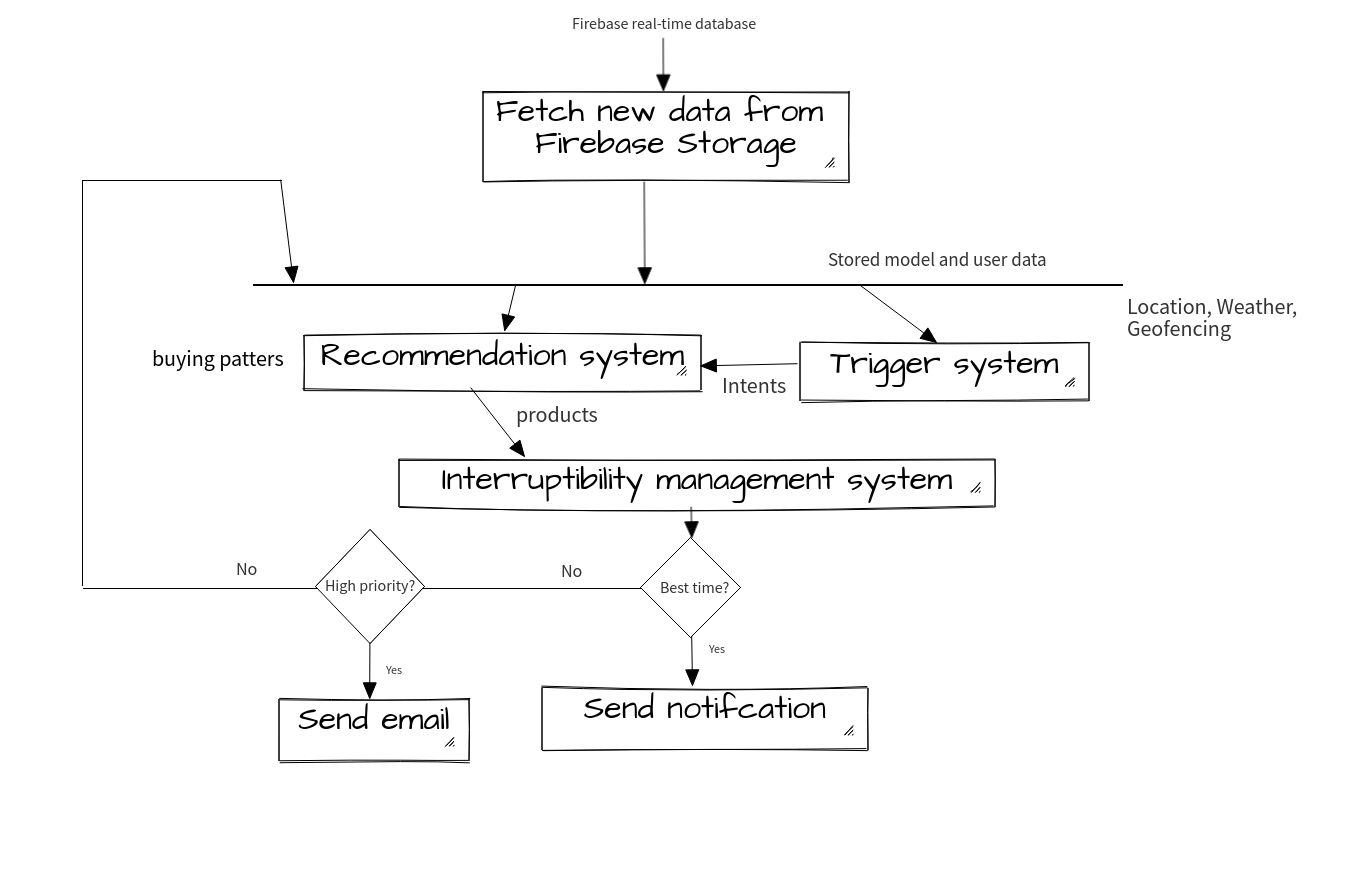 Firebase real-time database
Fetch new data from
Firebase Storage
Stored model and user data
Location, Weather,
Geofencing
buying patters
Recommendation system
Intents
Trigger system
products
Interruptibility management system
No
High priority?
No
Best time?
Yes
Yes
Send email
Send notifcation